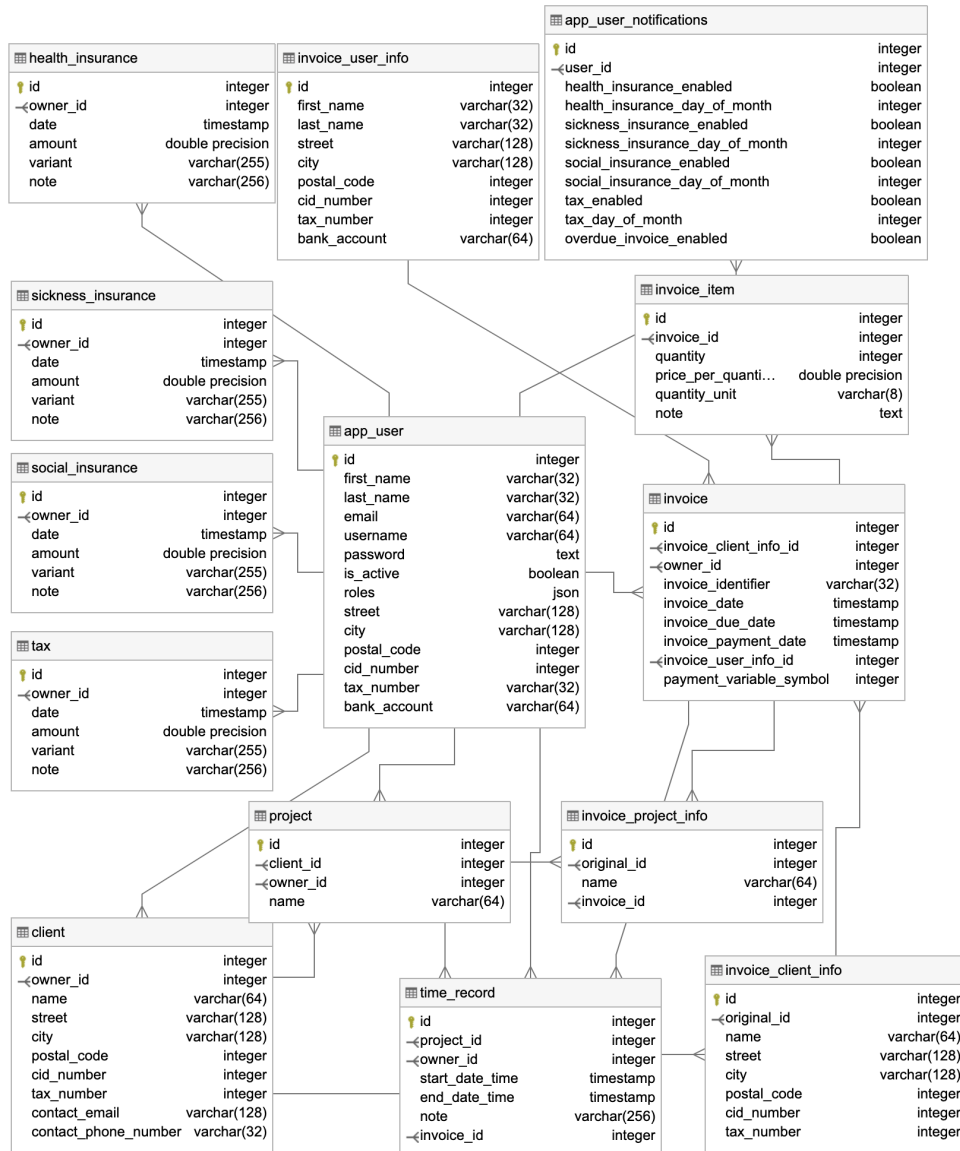 app_user_notifications
id integer
user_id integer
health_insurance_enabled boolean
health_insurance_day_of_month integer
sickness_insurance_enabled boolean
sickness_insurance_day_of_month integer
social_insurance_enabled boolean
social_insurance_day_of_month integer
tax_enabled boolean
tax_day_of_month integer
overdue_invoice_enabled boolean
health_insurance
id integer
owner_id integer
date timestamp
amount double precision
variant varchar(255)
note varchar(256)
invoice_user_info
id integer
first_name varchar(32)
last_name varchar(32)
street varchar(128)
city varchar(128)
postal_code integer
cid_number integer
tax_number integer
bank_account varchar(64)
sickness_insurance
id integer
owner_id integer
date timestamp
amount double precision
variant varchar(255)
note varchar(256)
invoice_item
id integer
invoice_id integer
quantity integer
price_per_quanti... double precision
quantity_unit varchar(8)
note text
app_user
id integer
first_name varchar(32)
last_name varchar(32)
email varchar(64)
username varchar(64)
password text
is_active boolean
roles json
street varchar(128)
city varchar(128)
postal_code integer
cid_number integer
tax_number varchar(32)
bank_account varchar(64)
social_insurance
id integer
owner_id integer
date timestamp
amount double precision
variant varchar(255)
note varchar(256)
invoice
id integer
invoice_client_info_id integer
owner_id integer
invoice_identifier varchar(32)
invoice_date timestamp
invoice_due_date timestamp
invoice_payment_date timestamp
invoice_user_info_id integer
payment_variable_symbol integer
tax
id integer
owner_id integer
date timestamp
amount double precision
variant varchar(255)
note varchar(256)
project
id integer
client_id integer
owner_id integer
name varchar(64)
invoice_project_info
id integer
original_id integer
name varchar(64)
invoice_id integer
client
id integer
owner_id integer
name varchar(64)
street varchar(128)
city varchar(128)
postal_code integer
cid_number integer
tax_number integer
contact_email varchar(128)
contact_phone_number varchar(32)
time_record
id integer
project_id integer
owner_id integer
start_date_time timestamp
end_date_time timestamp
note varchar(256)
invoice_id integer
invoice_client_info
id integer
original_id integer
name varchar(64)
street varchar(128)
city varchar(128)
postal_code integer
cid_number integer
tax_number integer